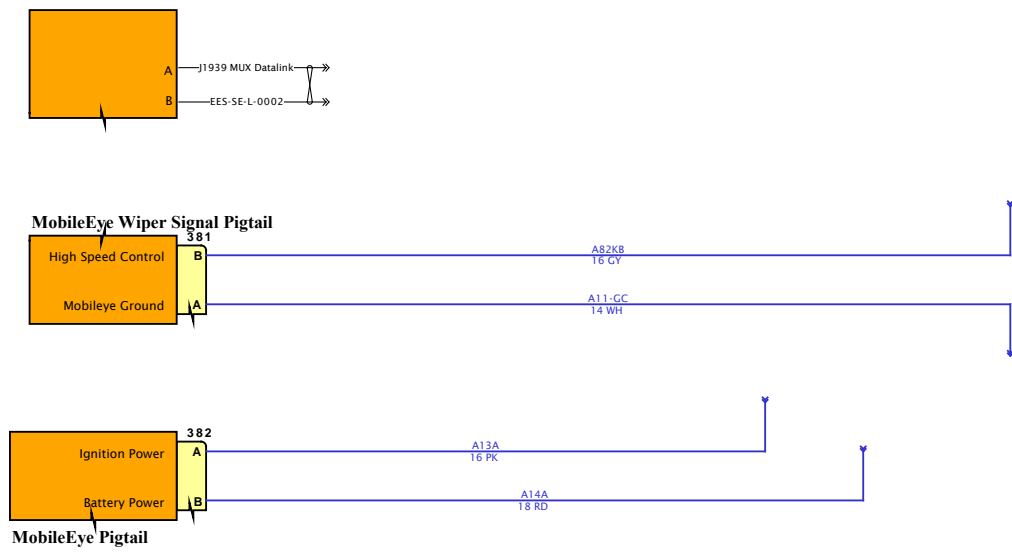 A
J1939 MUX Datalink
B
EES-SE-L-0002
MobileEye Wiper Signal Pigtail
381
High Speed Control
B
A82KB
16 GY
Mobileye Ground
A
A11-GC
14 WH
382
Ignition Power
A
A13A
16 PK
Battery Power
B
A14A
18 RD
MobileEye Pigtail